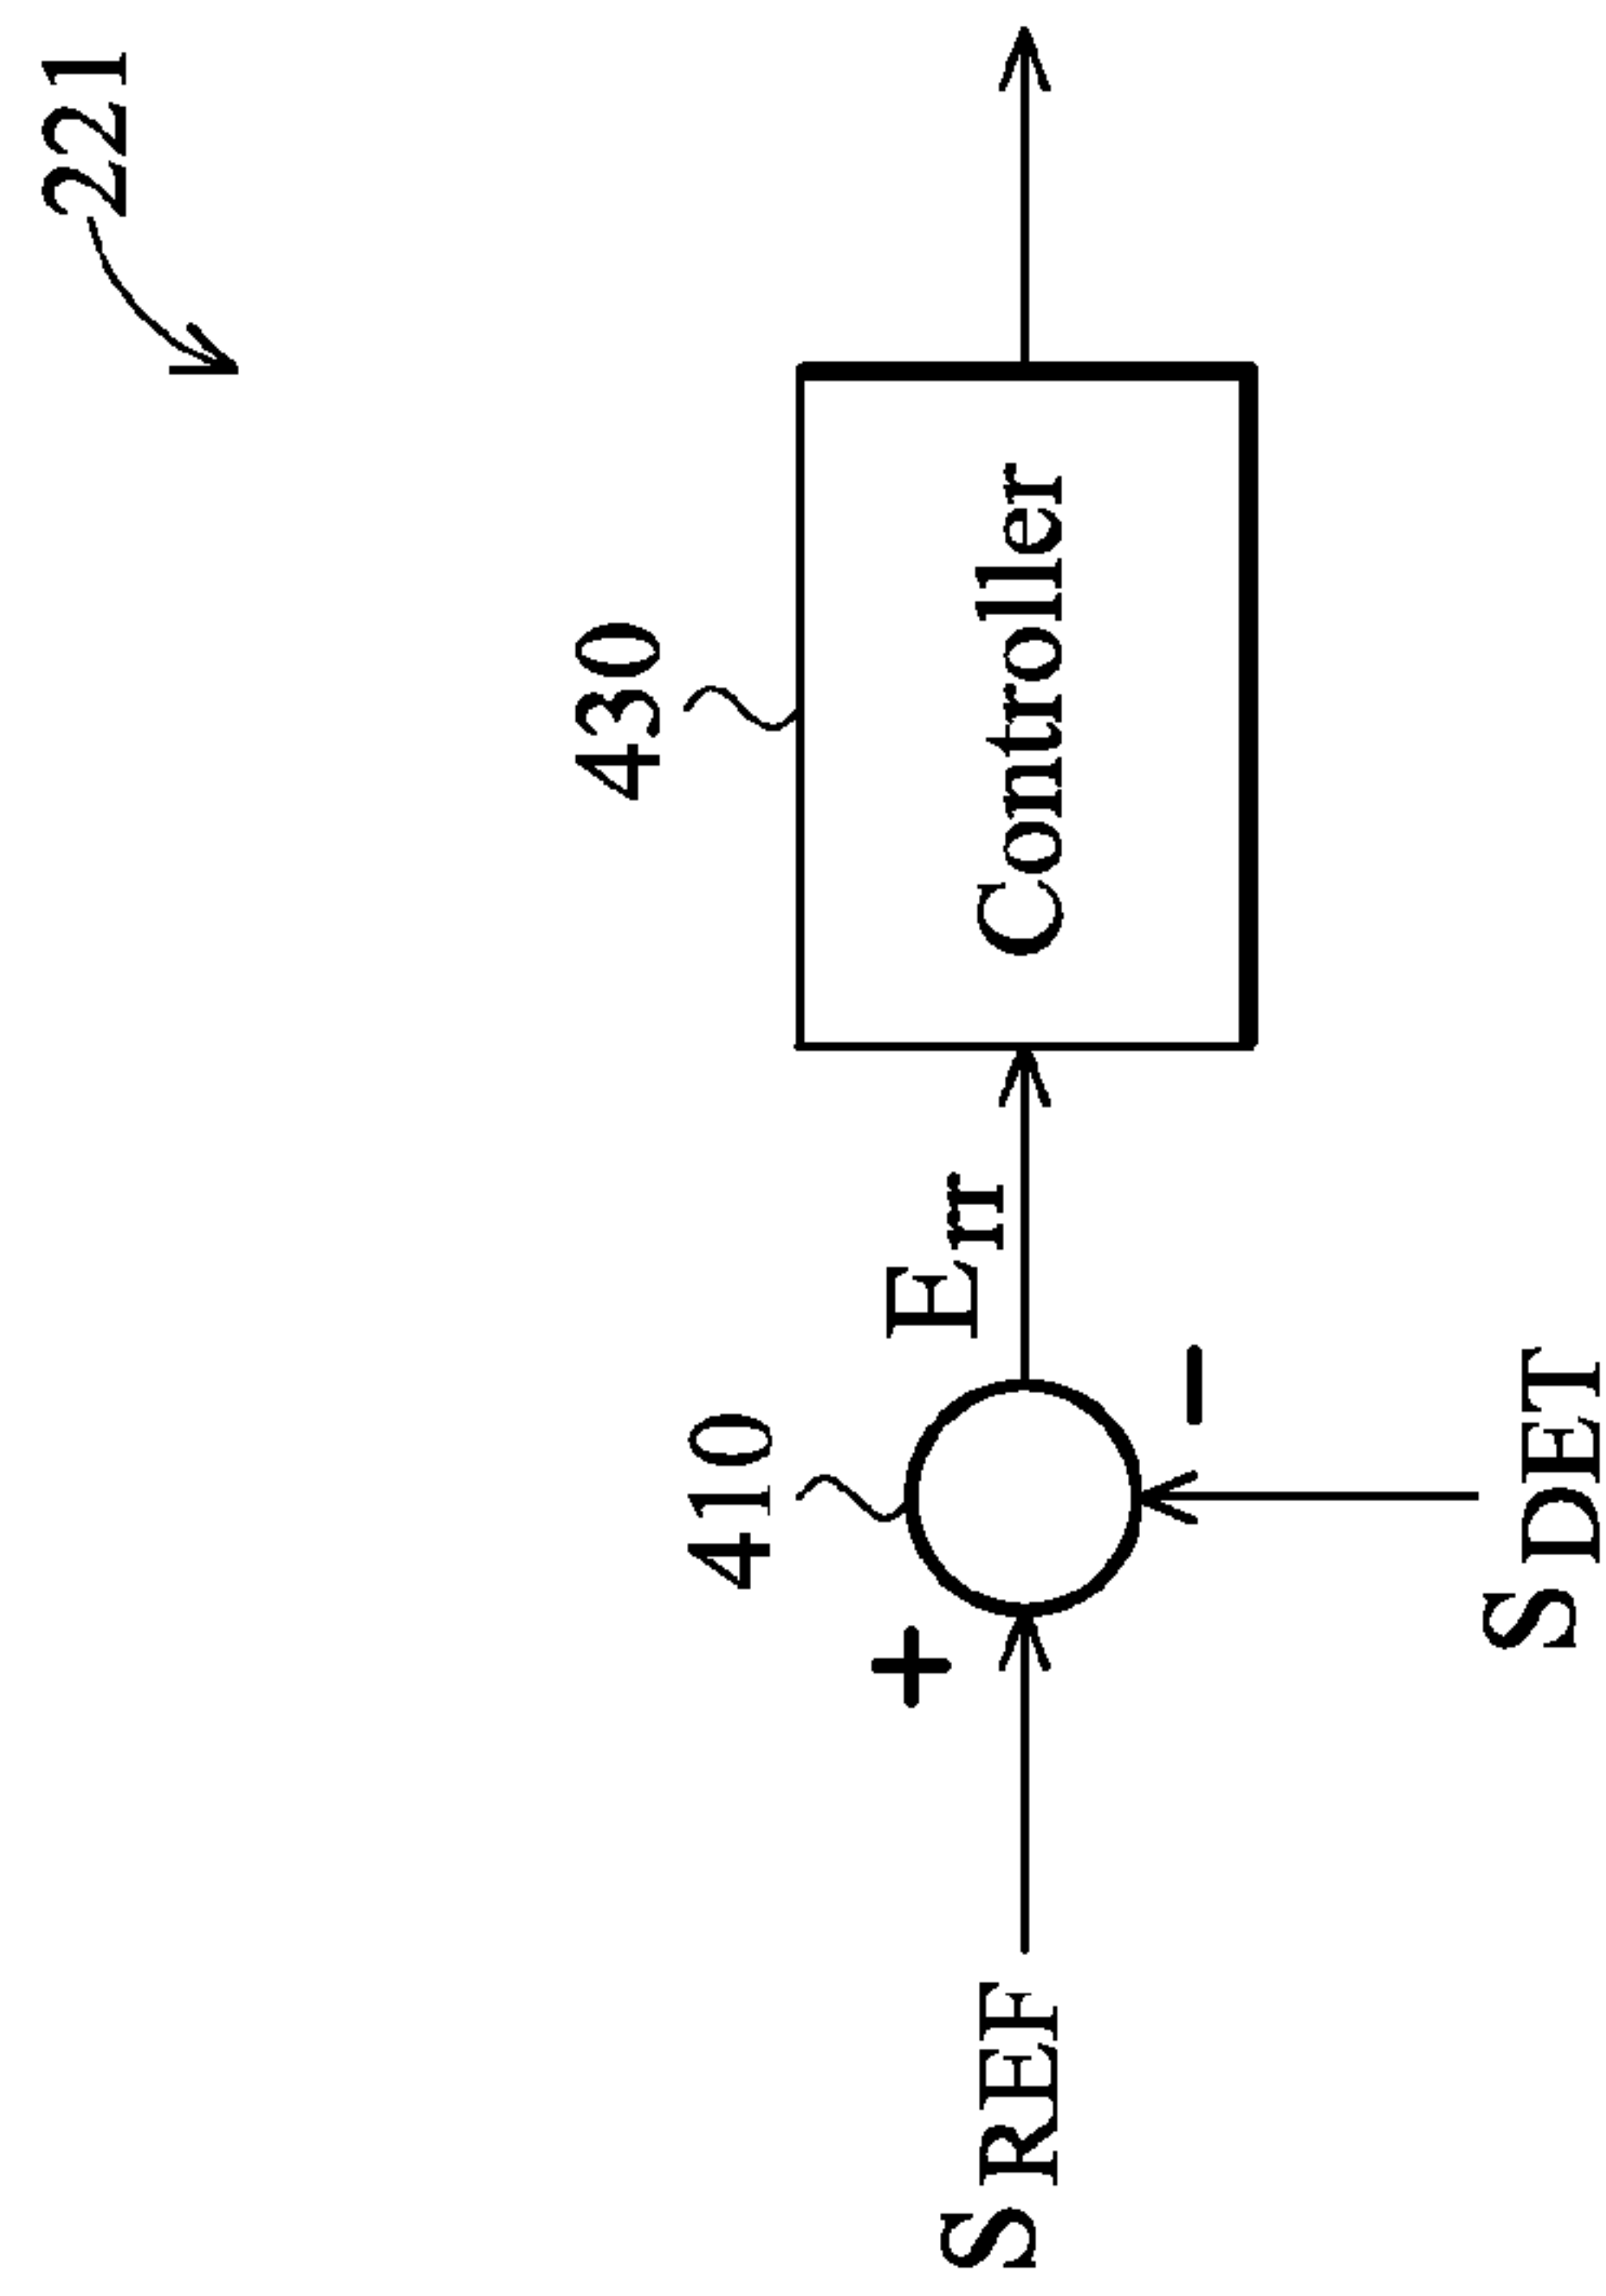 221
430
410
Controller
Err
+
−
SREF
SDET